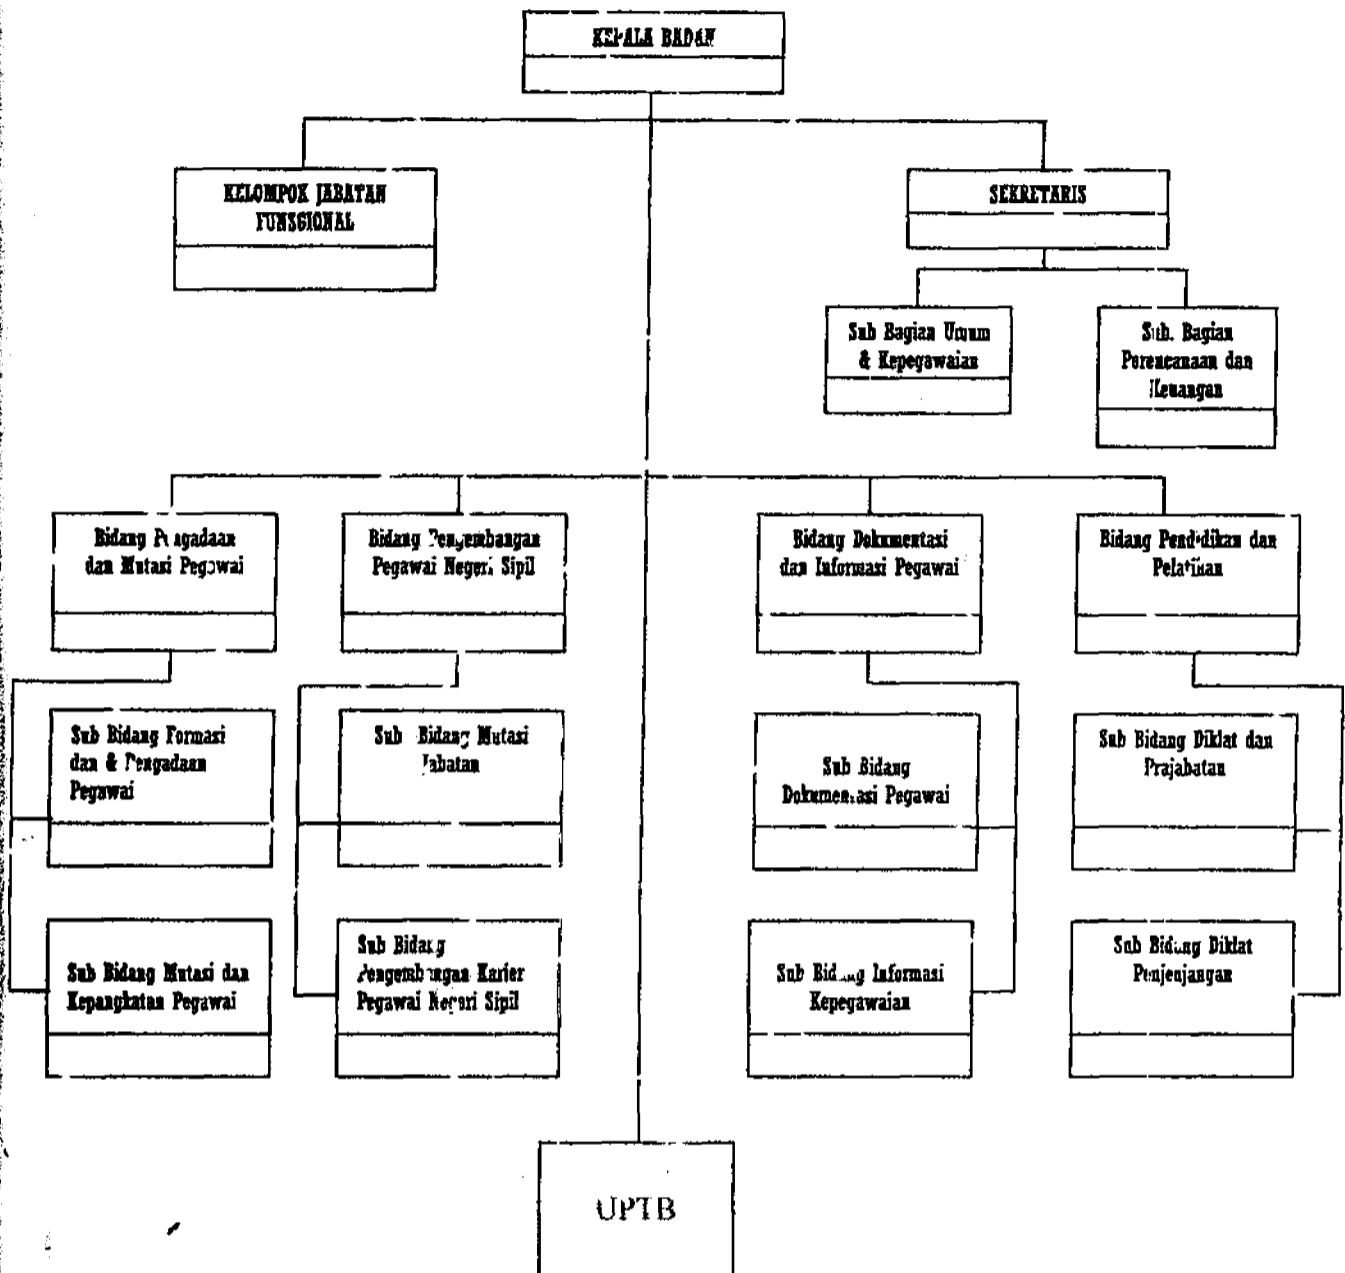 KEPALA BADAN
KELOMPOK JABATAN
FUNSGIONAL
SEKRETARIS
Sub Bagian Umum
& Kepegawaian
Sub. Bagian
Perencanaan dan
Keuangan
Bidang Pengadaan
dan Mutasi Pegawai
Bidang Pengembangan
Pegawai Negeri Sipil
Bidang Dokumentasi
dan Informasi Pegawai
Bidang Pendidikan dan
Pelatihan
Sub Bidang Formasi
dan & Pengadaan
Pegawai
Sub Bidang Mutasi
Jabatan
Sub Bidang
Dokumentasi Pegawai
Sub Bidang Diklat dan
Prajabatan
Sub Bidang Mutasi dan
Kepangkatan Pegawai
Sub Bidang
Pengembangan Karier
Pegawai Negeri Sipil
Sub Bidang Informasi
Kepegawaian
Sub Bidang Diklat
Penjenjangan
UPTB